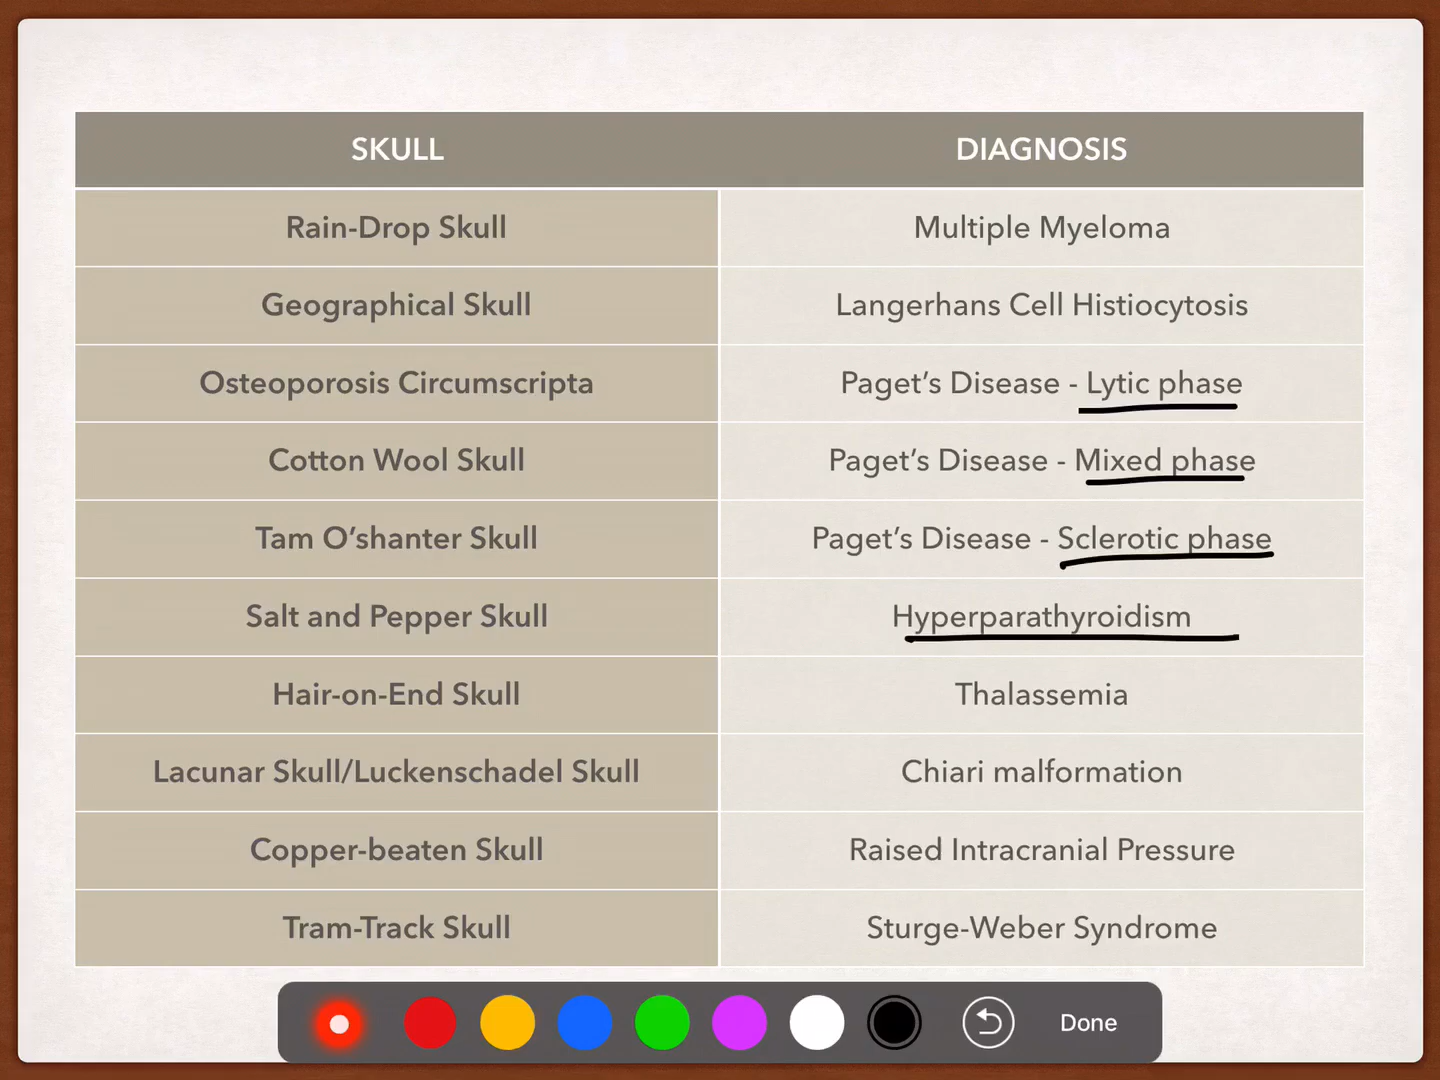 SKULL DIAGNOSIS
Rain-Drop Skull Multiple Myeloma
Geographical Skull Langerhans Cell Histiocytosis
Osteoporosis Circumscripta Paget’s Disease - Lytic phase
Cotton Wool Skull Paget’s Disease - Mixed phase
Tam O’shanter Skull Paget’s Disease - Sclerotic phase
Salt and Pepper Skull Hyperparathyroidism
Hair-on-End Skull Thalassemia
Lacunar Skull/Luckenschadel Skull Chiari malformation
Copper-beaten Skull Raised Intracranial Pressure
Tram-Track Skull Sturge-Weber Syndrome
Done